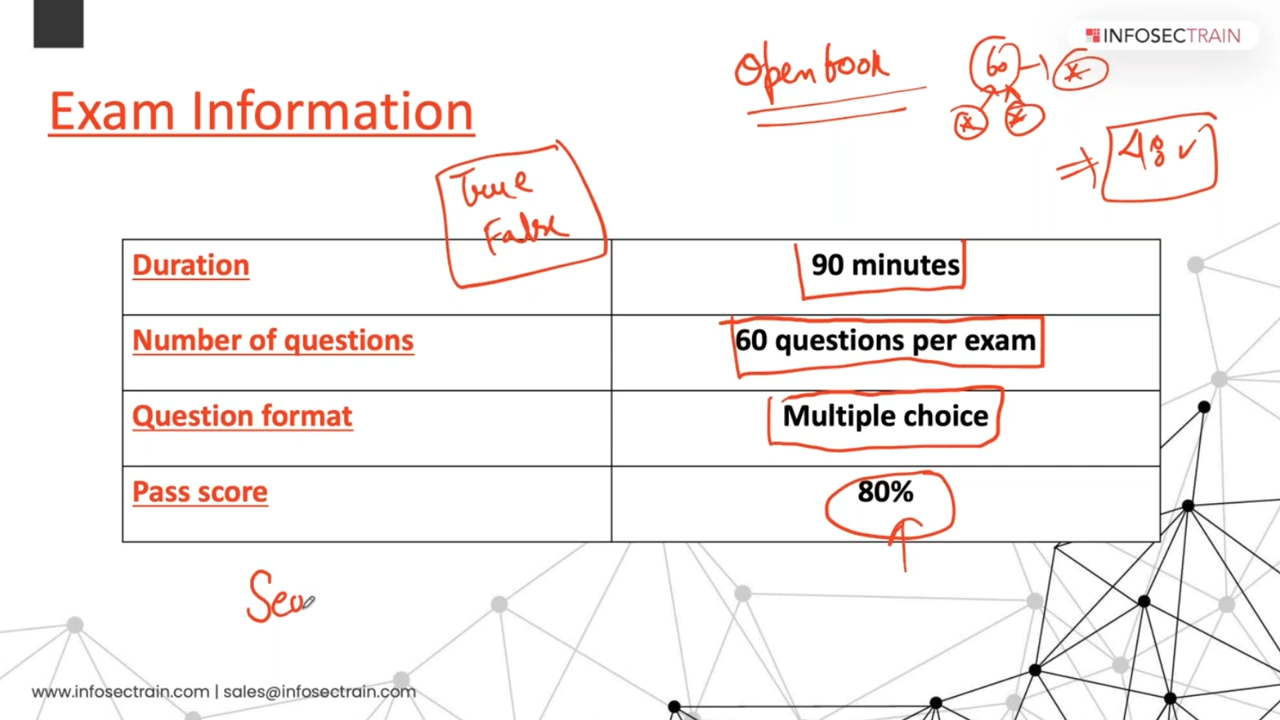 INFOSECTRAIN
Open book
60
Exam Information
48
True
False
Duration
90 minutes
Number of questions
60 questions per exam
Question format
Multiple choice
Pass score
80%
www.infosectrain.com | sales@infosectrain.com